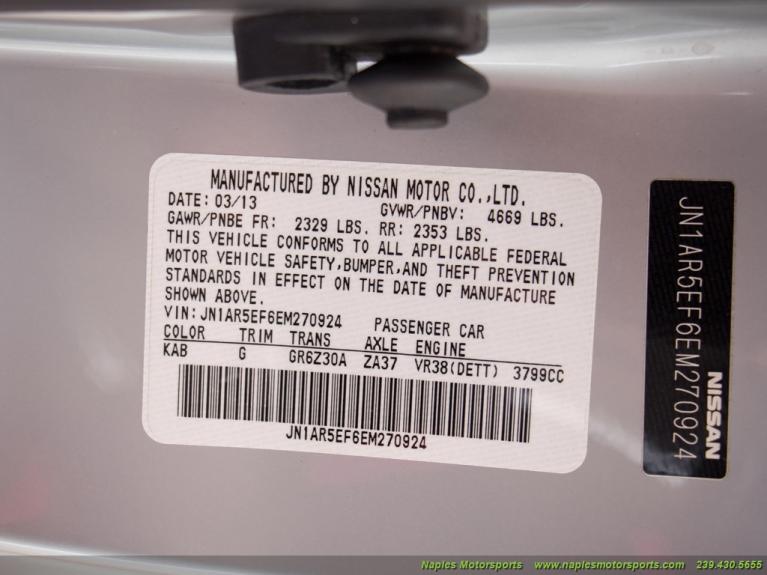 MANUFACTURED BY NISSAN MOTOR CO.,LTD.
DATE: 03/13 GVWR/PNBV: 4669 LBS.
GAWR/PNBE FR: 2329 LBS. RR: 2353 LBS.
THIS VEHICLE CONFORMS TO ALL APPLICABLE FEDERAL
MOTOR VEHICLE SAFETY,BUMPER,AND THEFT PREVENTION
STANDARDS IN EFFECT ON THE DATE OF MANUFACTURE
SHOWN ABOVE.
VIN:JN1AR5EF6EM270924 PASSENGER CAR
COLOR TRIM TRANS AXLE ENGINE
KAB G GR6Z30A ZA37 VR38(DETT) 3799CC
JN1AR5EF6EM270924
NISSAN
JN1AR5EF6EM270924
Naples Motorsports www.naplesmotorsports.com 239.430.5655